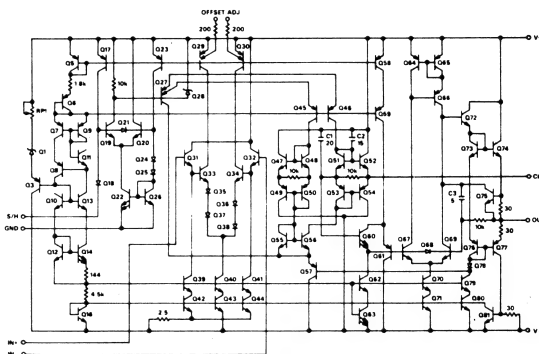 OFFSET ADJ
200 200
V
Q5 Q17 Q23 Q29 Q30 Q58 Q64 Q65
1.8k 10k Q27 Q28 Q66
RP1 Q6 Q45 Q46 Q59 Q72
Q7 Q9 Q21 C1 20 C2 15
Q1 Q19 Q20 Q31 Q32 Q47 Q48 Q51 Q52 Q73 Q74
Q11 Q24 Q33 Q34 10k 10k
Q3 Q8 Q18 Q25 Q35 Q49 Q50 Q53 Q54 C3 5 Q75
Q10 Q13 Q22 Q26 Q36 30
S/H Q37 Q38 10k OU
GND Q55 Q56 Q60 Q67 Q68 Q69 Q76 Q77 30
Q12 Q14 Q57 Q61 Q78
144 Q39 Q40 Q41 Q62 Q70 Q79
4.5k Q42 Q43 Q44 Q71 Q80
Q16 2.5 Q63 Q81 30
V
IN+